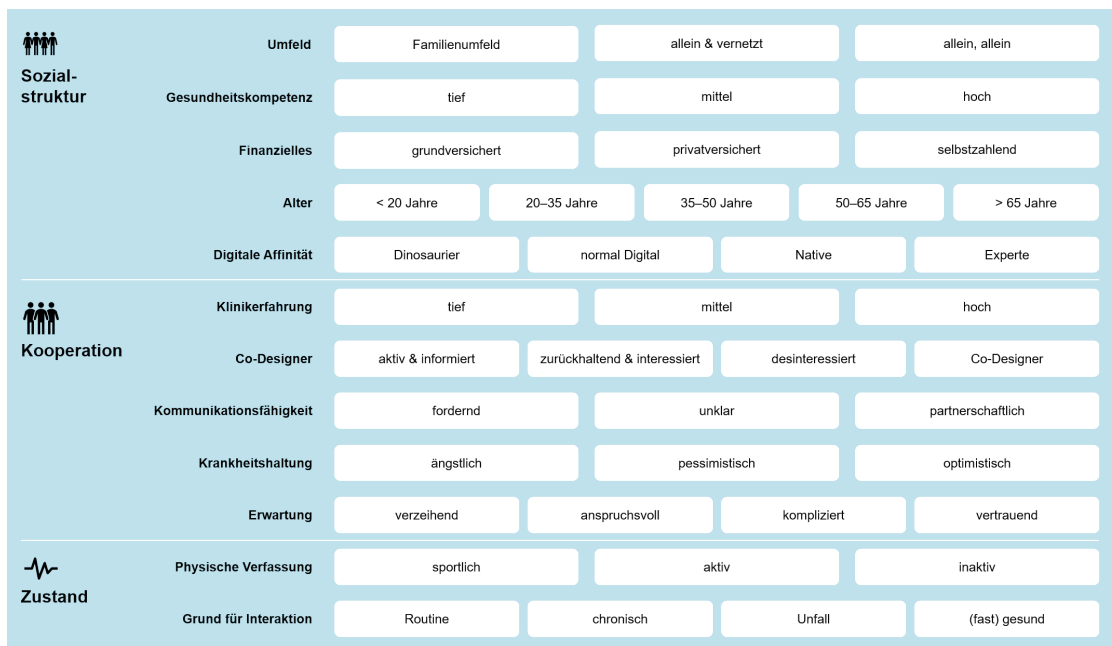 Sozial-
struktur
Umfeld Familienumfeld allein & vernetzt allein, allein
Gesundheitskompetenz tief mittel hoch
Finanzielles grundversichert privatversichert selbstzahlend
Alter < 20 Jahre 20–35 Jahre 35–50 Jahre 50–65 Jahre > 65 Jahre
Digitale Affinität Dinosaurier normal Digital Native Experte
Kooperation
Klinikerfahrung tief mittel hoch
Co-Designer aktiv & informiert zurückhaltend & interessiert desinteressiert Co-Designer
Kommunikationsfähigkeit fordernd unklar partnerschaftlich
Krankheitshaltung ängstlich pessimistisch optimistisch
Erwartung verzeihend anspruchsvoll kompliziert vertrauend
Zustand
Physische Verfassung sportlich aktiv inaktiv
Grund für Interaktion Routine chronisch Unfall (fast) gesund